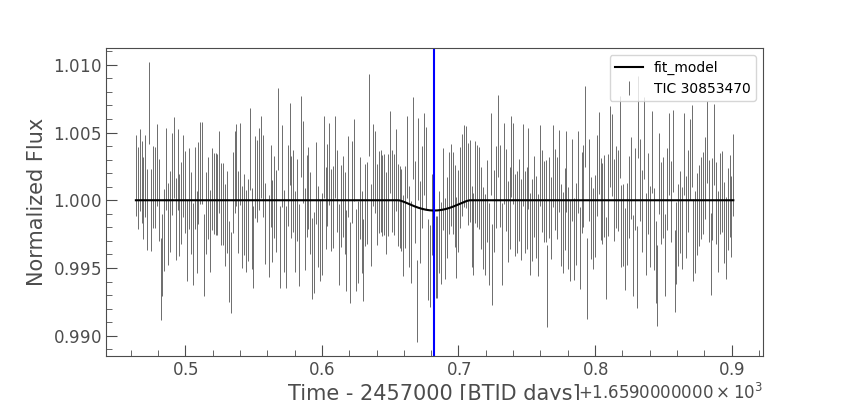 1.010
1.005
1.000
0.995
0.990
Normalized Flux
fit_model
TIC 30853470
0.5 0.6 0.7 0.8 0.9
Time - 2457000 [BTJD days]
+1.6590000000 × 10³